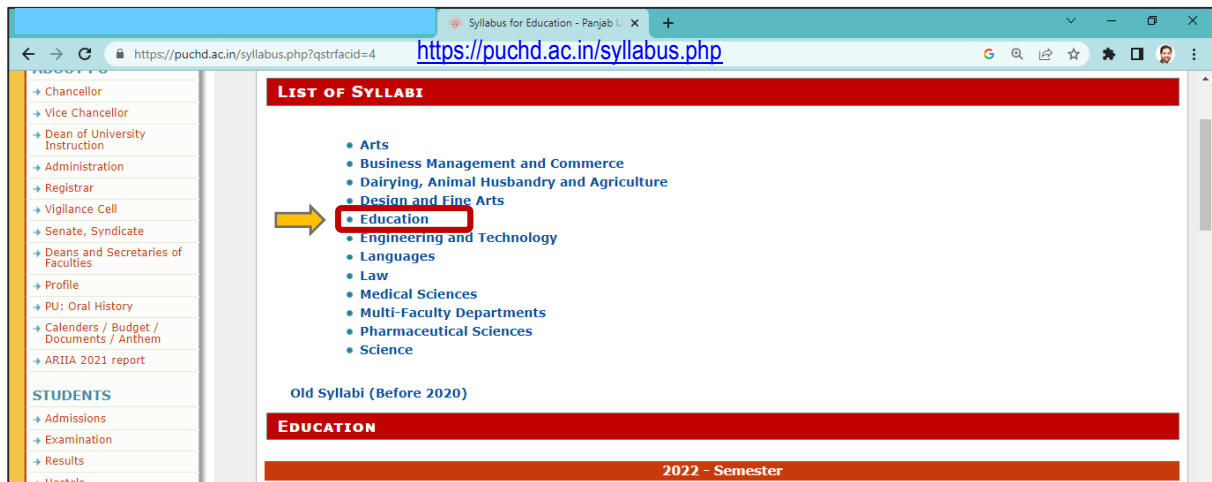 Syllabus for Education - Panjab U
https://puchd.ac.in/syllabus.php?qstrfacid=4
https://puchd.ac.in/syllabus.php
ABOUT PU
Chancellor
Vice Chancellor
Dean of University
Instruction
Administration
Registrar
Vigilance Cell
Senate, Syndicate
Deans and Secretaries of
Faculties
Profile
PU: Oral History
Calenders / Budget /
Documents / Anthem
ARIIA 2021 report
STUDENTS
Admissions
Examination
Results
Hostels
LIST OF SYLLABI
Arts
Business Management and Commerce
Dairying, Animal Husbandry and Agriculture
Design and Fine Arts
Education
Engineering and Technology
Languages
Law
Medical Sciences
Multi-Faculty Departments
Pharmaceutical Sciences
Science
Old Syllabi (Before 2020)
EDUCATION
2022 - Semester